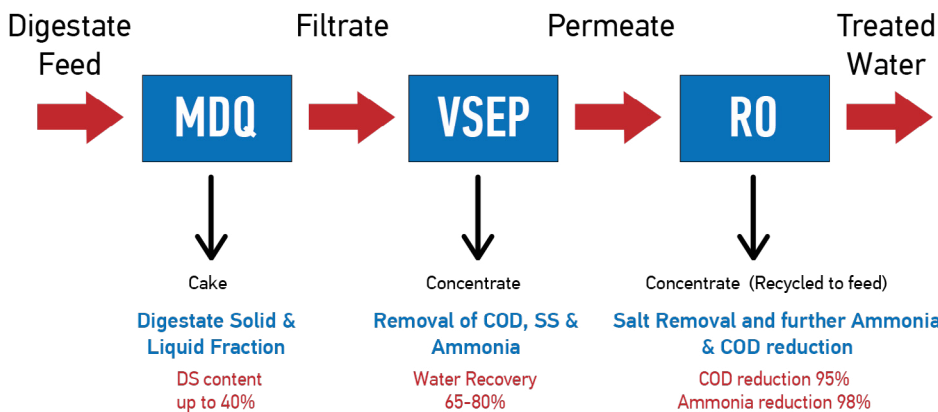 Digestate
Feed
Filtrate
Permeate
Treated
Water
MDQ
VSEP
RO
Cake
Concentrate
Concentrate (Recycled to feed)
Digestate Solid &
Liquid Fraction
Removal of COD, SS &
Ammonia
Salt Removal and further Ammonia
& COD reduction
DS content
up to 40%
Water Recovery
65-80%
COD reduction 95%
Ammonia reduction 98%